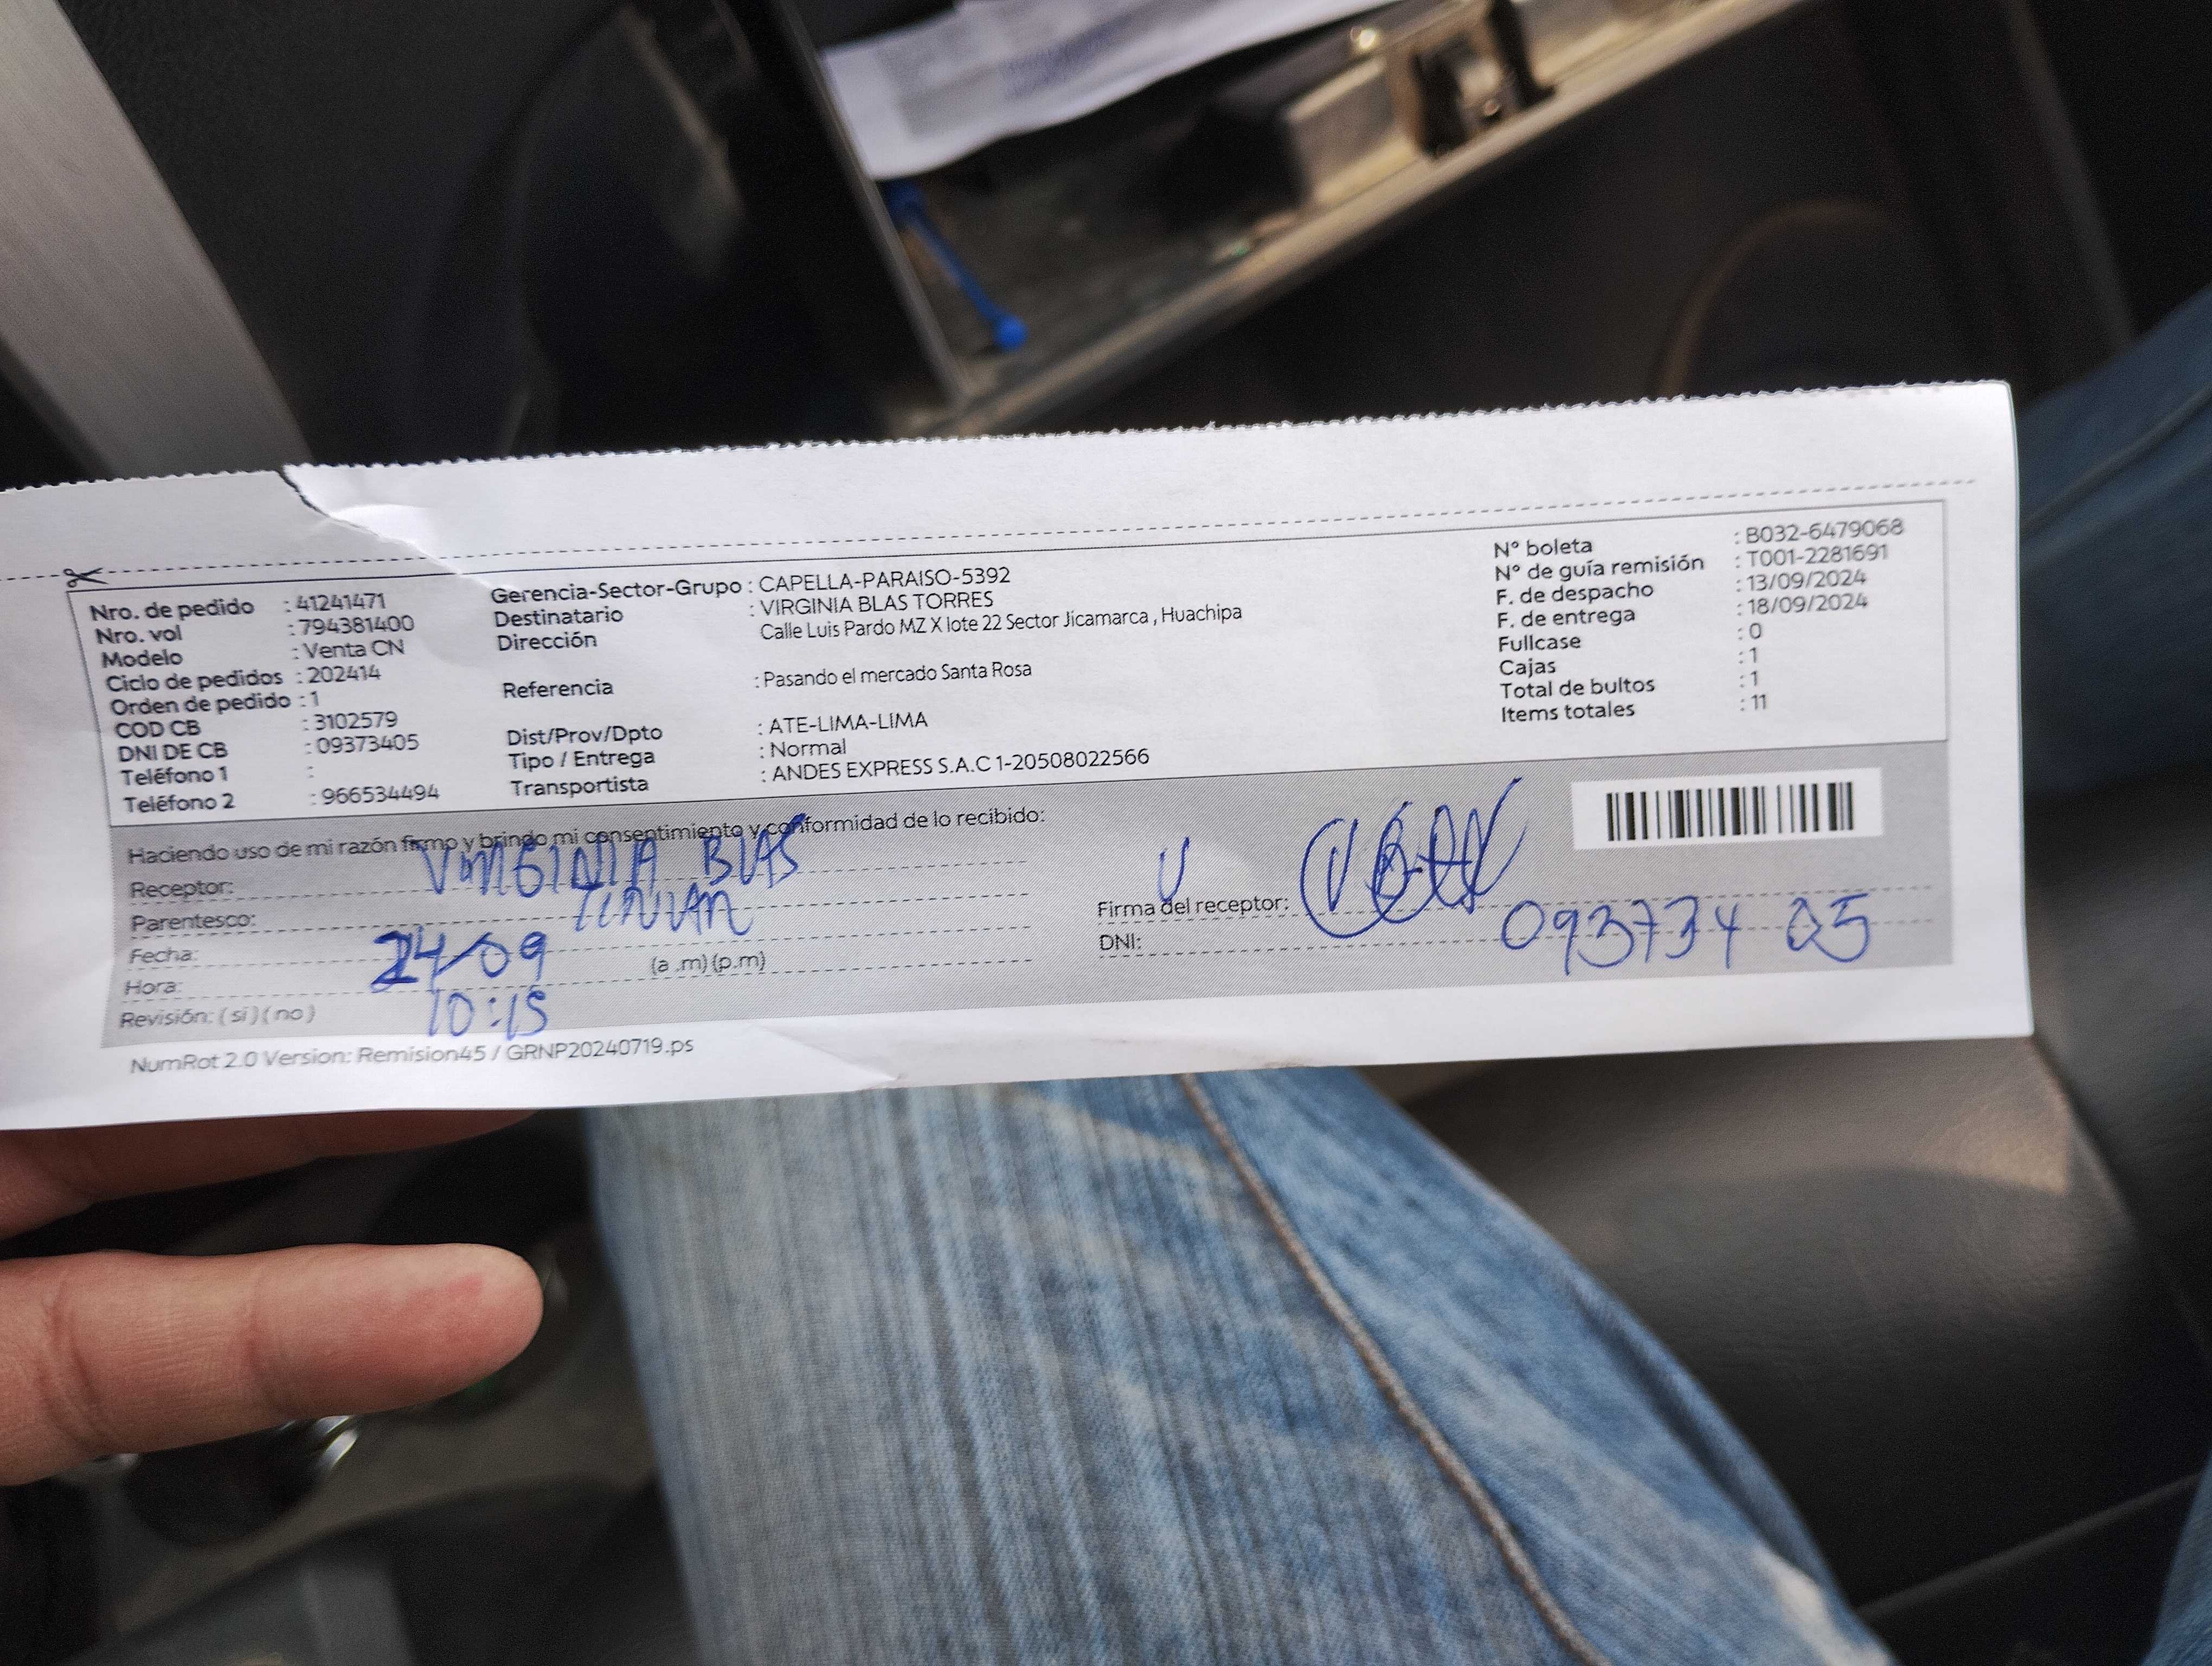 Nro. de pedido : 41241471
Nro. vol : 794381400
Modelo : Venta CN
Ciclo de pedidos : 202414
Orden de pedido : 1
COD CB : 3102579
DNI DE CB : 09373405
Teléfono 1 :
Teléfono 2 : 966534494
Gerencia-Sector-Grupo : CAPELLA-PARAISO-5392
Destinatario : VIRGINIA BLAS TORRES
Dirección Calle Luis Pardo MZ X lote 22 Sector Jicamarca , Huachipa
Referencia : Pasando el mercado Santa Rosa
Dist/Prov/Dpto : ATE-LIMA-LIMA
Tipo / Entrega : Normal
Transportista : ANDES EXPRESS S.A.C 1-20508022566
N° boleta : B032-6479068
N° de guía remisión : T001-2281691
F. de despacho : 13/09/2024
F. de entrega : 18/09/2024
Fullcase : 0
Cajas : 1
Total de bultos : 1
Items totales : 11
Haciendo uso de mi razón firmo y brindo mi consentimiento y conformidad de lo recibido:
Receptor: VIRGINIA BLAS
Parentesco: TITULAR
Fecha: 24-09
Hora: (a .m) (p.m)
10:15
Revisión: ( si ) ( no )
Firma del receptor:
DNI: 09373405
NumRot 2.0 Version: Remision45 / GRNP20240719.ps